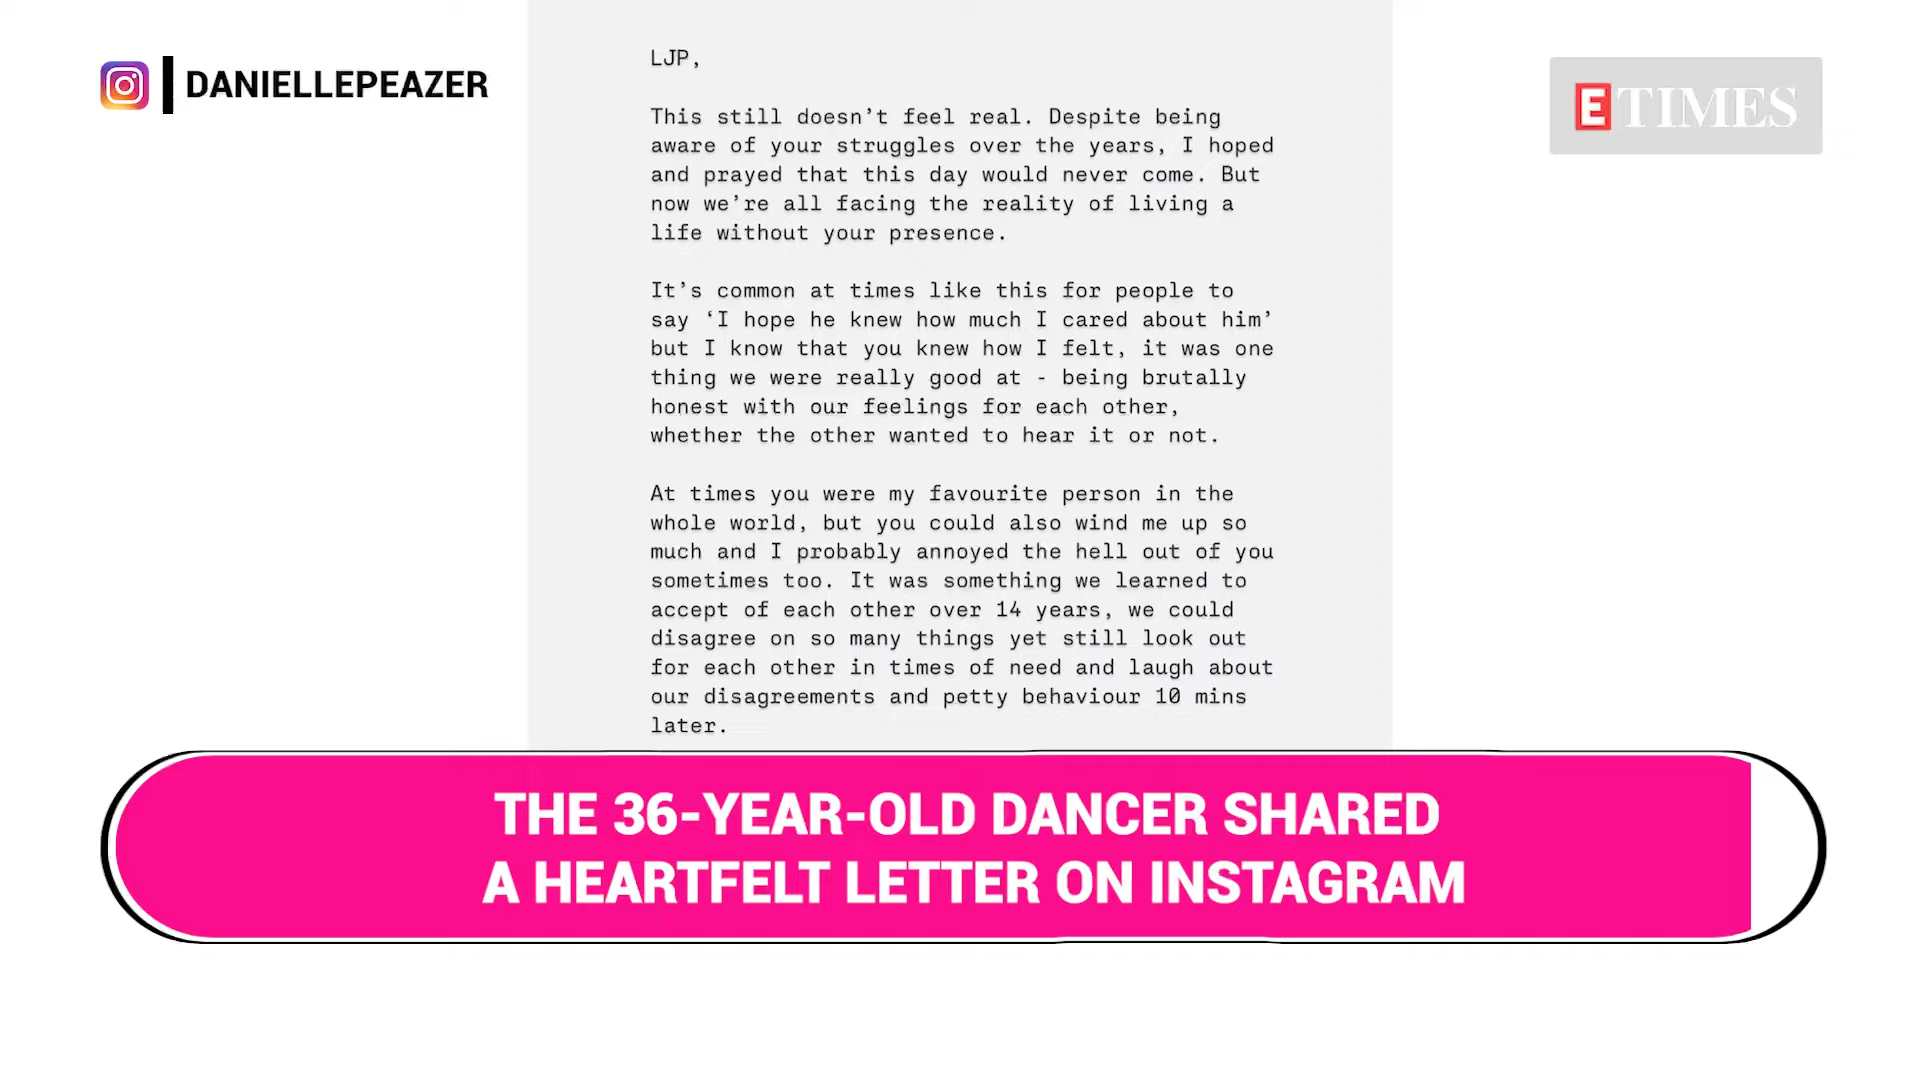 DANIELLEPEAZER
ETIMES
LJP,
This still doesn’t feel real. Despite being
aware of your struggles over the years, I hoped
and prayed that this day would never come. But
now we’re all facing the reality of living a
life without your presence.
It’s common at times like this for people to
say ‘I hope he knew how much I cared about him’
but I know that you knew how I felt, it was one
thing we were really good at - being brutally
honest with our feelings for each other,
whether the other wanted to hear it or not.
At times you were my favourite person in the
whole world, but you could also wind me up so
much and I probably annoyed the hell out of you
sometimes too. It was something we learned to
accept of each other over 14 years, we could
disagree on so many things yet still look out
for each other in times of need and laugh about
our disagreements and petty behaviour 10 mins
later.
THE 36-YEAR-OLD DANCER SHARED
A HEARTFELT LETTER ON INSTAGRAM